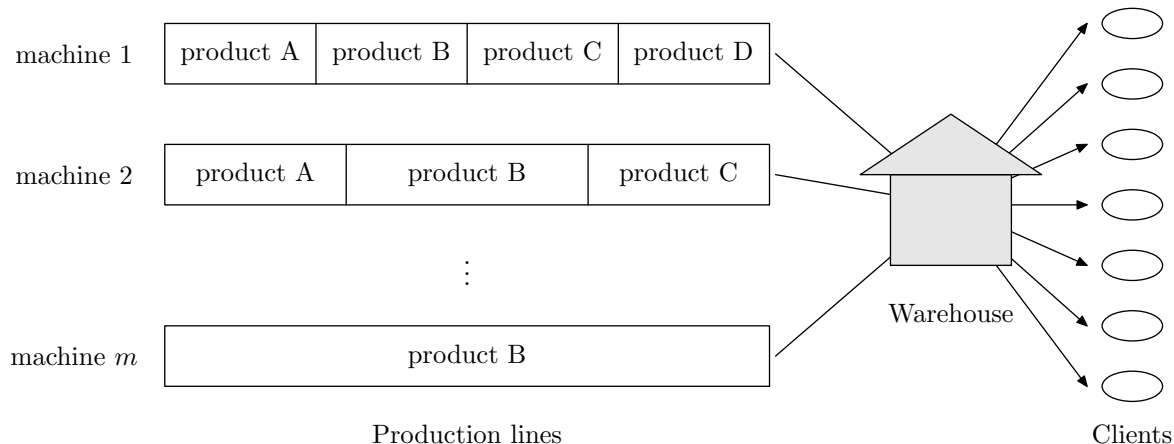 machine 1 product A product B product C product D
machine 2 product A product B product C
⋮
Warehouse
machine m product B
Production lines Clients